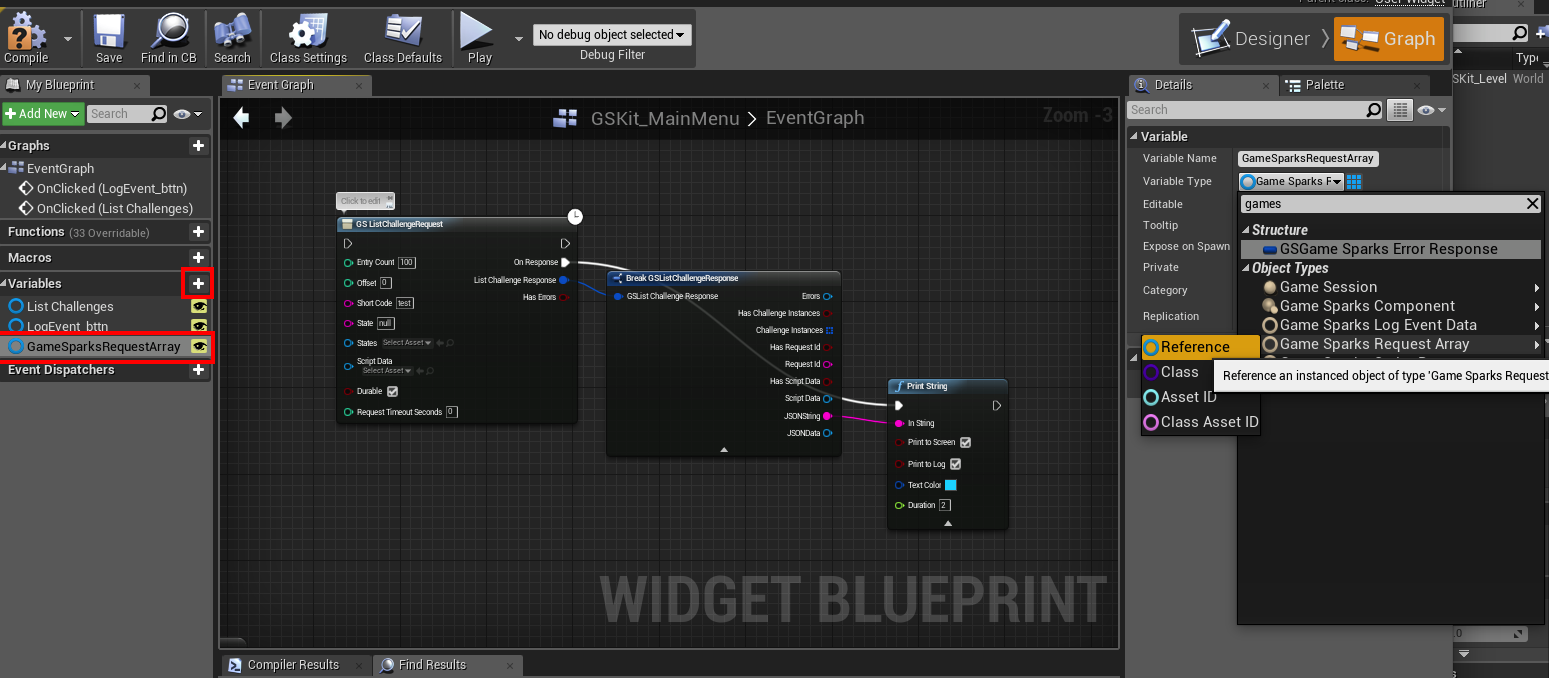 Parent class: User Widget
Outliner
Compile
Save
Find in CB
Search
Class Settings
Class Defaults
Play
No debug object selected
Debug Filter
Designer
Graph
Type
GSKit_Level World
My Blueprint
Event Graph
Details
Palette
Add New
Search
GSKit_MainMenu > EventGraph
Zoom -3
Search
Graphs
EventGraph
OnClicked (LogEvent_bttn)
OnClicked (List Challenges)
Functions (33 Overridable)
Macros
Variables
List Challenges
LogEvent_bttn
GameSparksRequestArray
Event Dispatchers
Click to edit
GS ListChallengeRequest
Entry Count 100
On Response
Offset 0
List Challenge Response
Has Errors
Short Code test
State null
States Select Asset
Script Data
Select Asset
Durable
Request Timeout Seconds 0
Break GSListChallengeResponse
GSList Challenge Response
Errors
Has Challenge Instances
Challenge Instances
Has Request Id
Request Id
Has Script Data
Script Data
JSONString
JSONData
Print String
In String
Print to Screen
Print to Log
Text Color
Duration 2.
WIDGET BLUEPRINT
Compiler Results
Find Results
Variable
Variable Name GameSparksRequestArray
Variable Type Game Sparks F
Editable
Tooltip
Expose on Spawn
Private
Category
Replication
games
Structure
GSGame Sparks Error Response
Object Types
Game Session
Game Sparks Component
Game Sparks Log Event Data
Game Sparks Request Array
Reference
Class
Asset ID
Class Asset ID
Reference an instanced object of type 'Game Sparks Request